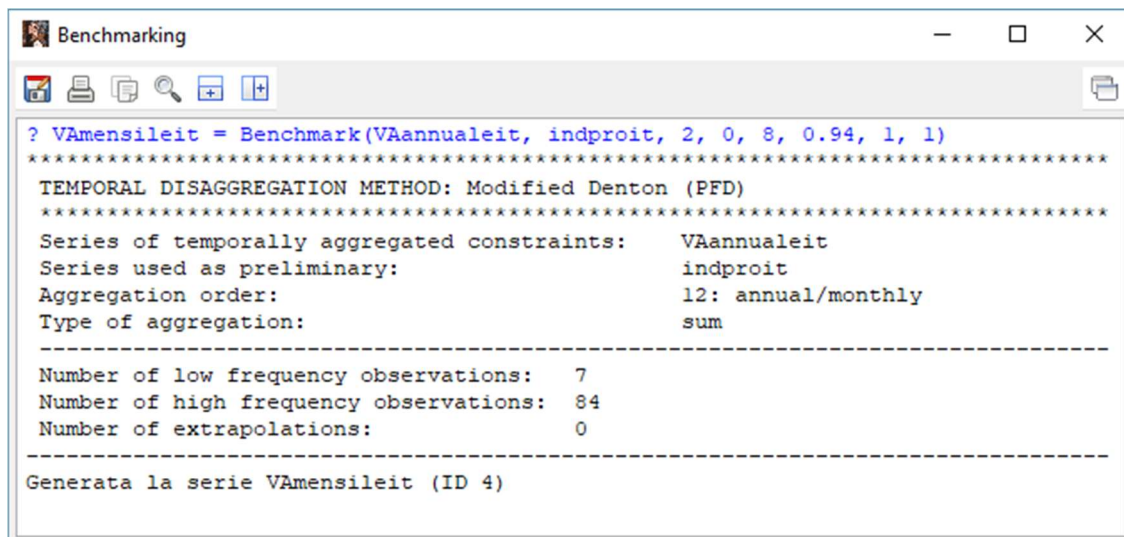 Benchmarking
? VAmensileit = Benchmark(VAannualeit, indproit, 2, 0, 8, 0.94, 1, 1)
*********************************************************************************
TEMPORAL DISAGGREGATION METHOD: Modified Denton (PFD)
********************************************************************************
Series of temporally aggregated constraints: VAannualeit
Series used as preliminary: indproit
Aggregation order: 12: annual/monthly
Type of aggregation: sum
--------------------------------------------------------------------------------
Number of low frequency observations: 7
Number of high frequency observations: 84
Number of extrapolations: 0
---------------------------------------------------------------------------------
Generata la serie VAmensileit (ID 4)